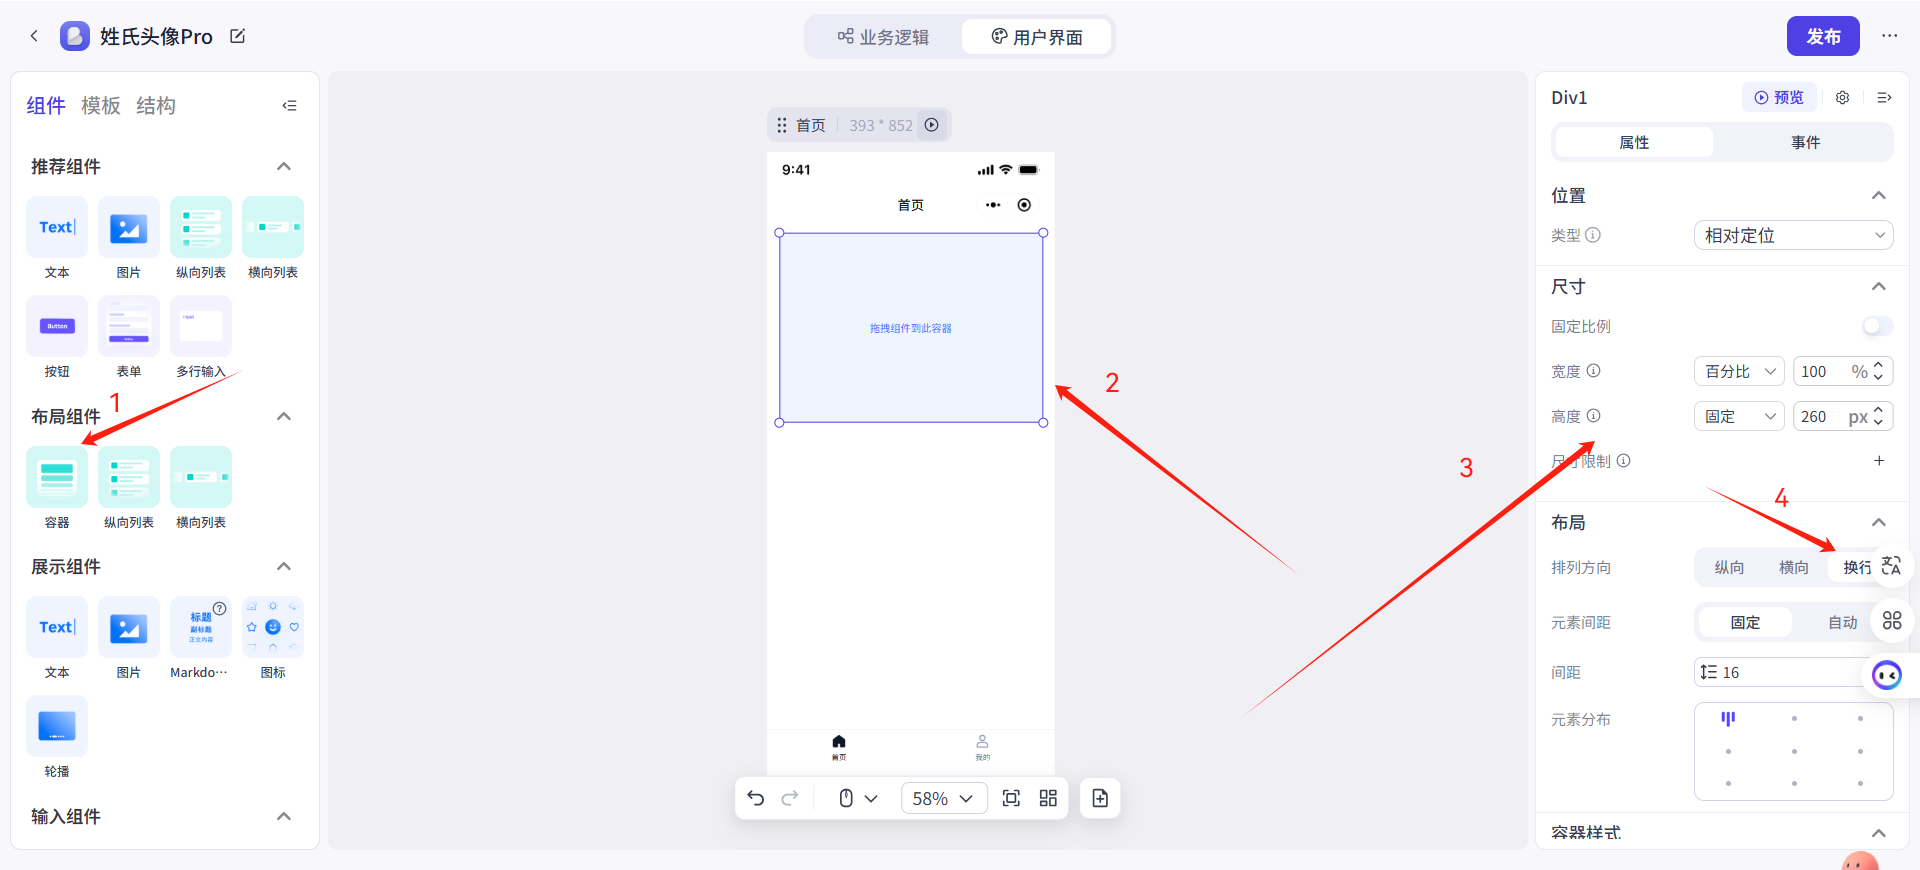 姓氏头像Pro
业务逻辑
用户界面
发布
组件 模板 结构
推荐组件
Text
文本
图片
纵向列表
横向列表
Button
按钮
表单
Input
多行输入
1
布局组件
容器
纵向列表
横向列表
展示组件
Text
文本
图片
标题
副标题
正文内容
Markdo···
图标
轮播
输入组件
首页 393 * 852
9:41
首页
拖拽组件到此容器
2
首页
我的
58%
3
Div1
预览
属性
事件
位置
类型
相对定位
尺寸
固定比例
宽度
百分比
100 %
高度
固定
260 px
尺寸限制
4
布局
排列方向
纵向
横向
换行
元素间距
固定
自动
间距
16
元素分布
容器样式